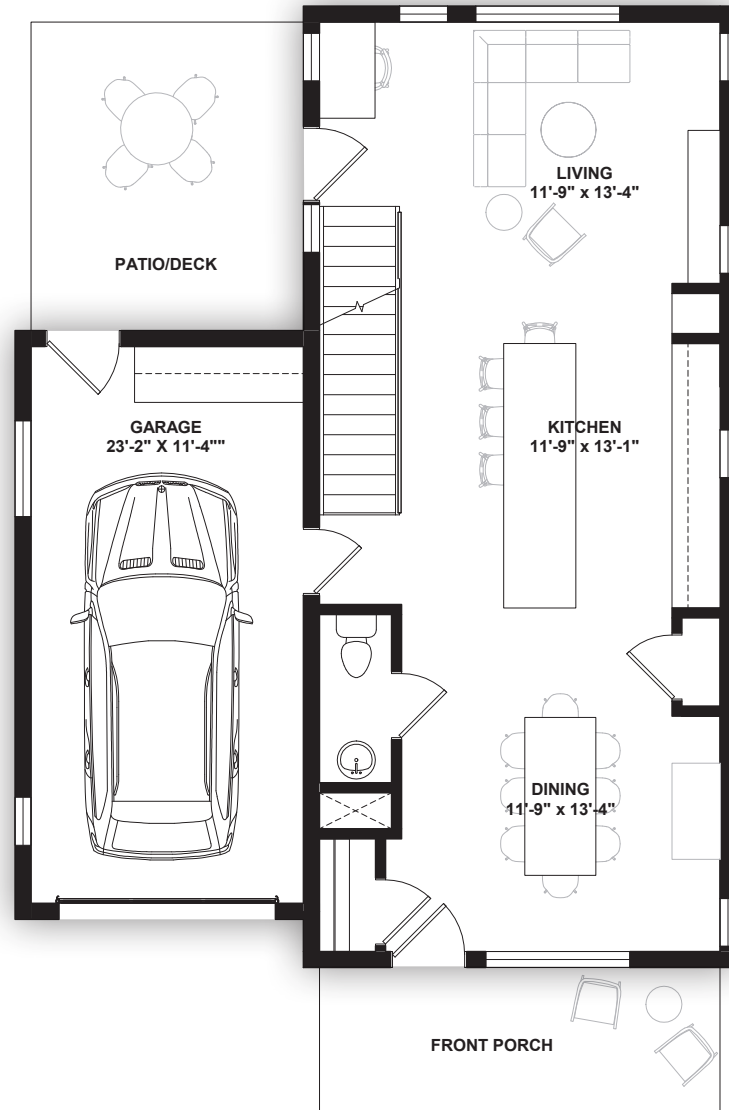 LIVING
11'-9" x 13'-4"
PATIO/DECK
GARAGE
23'-2" X 11'-4""
KITCHEN
11'-9" x 13'-1"
DINING
11'-9" x 13'-4"
FRONT PORCH